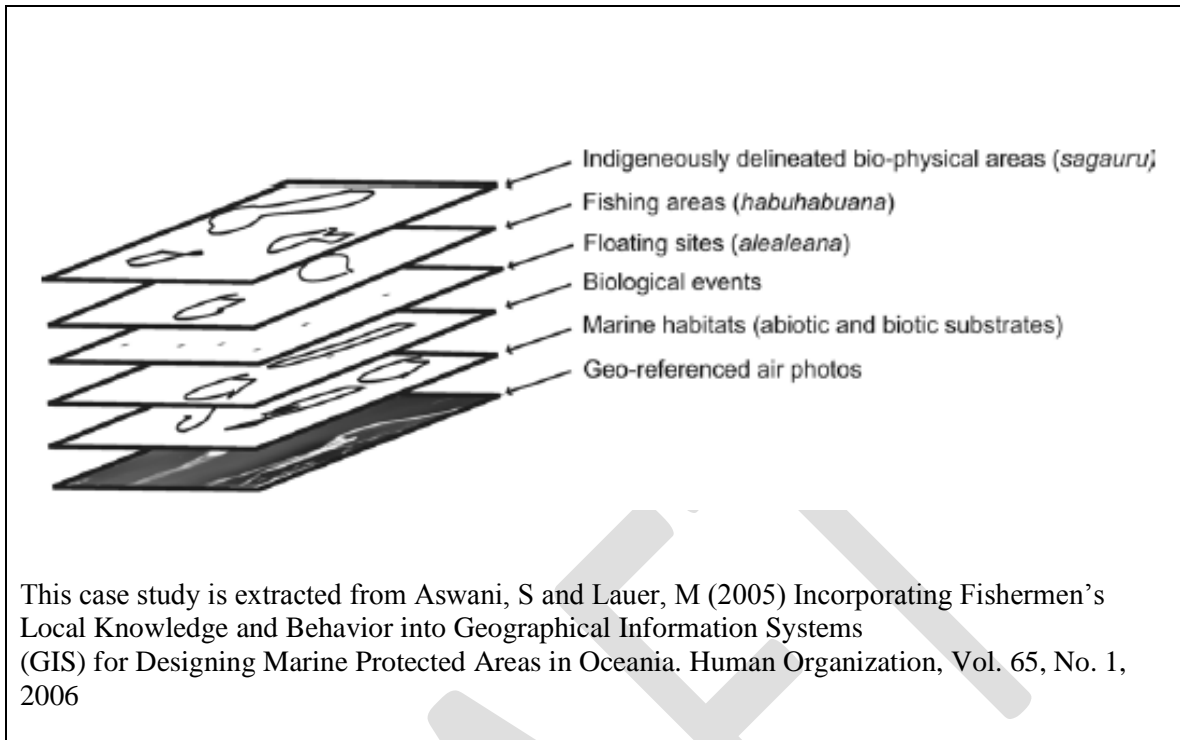 Indigeneously delineated bio-physical areas (sagauru)
Fishing areas (habuhabuana)
Floating sites (alealeana)
Biological events
Marine habitats (abiotic and biotic substrates)
Geo-referenced air photos
This case study is extracted from Aswani, S and Lauer, M (2005) Incorporating Fishermen’s
Local Knowledge and Behavior into Geographical Information Systems
(GIS) for Designing Marine Protected Areas in Oceania. Human Organization, Vol. 65, No. 1,
2006